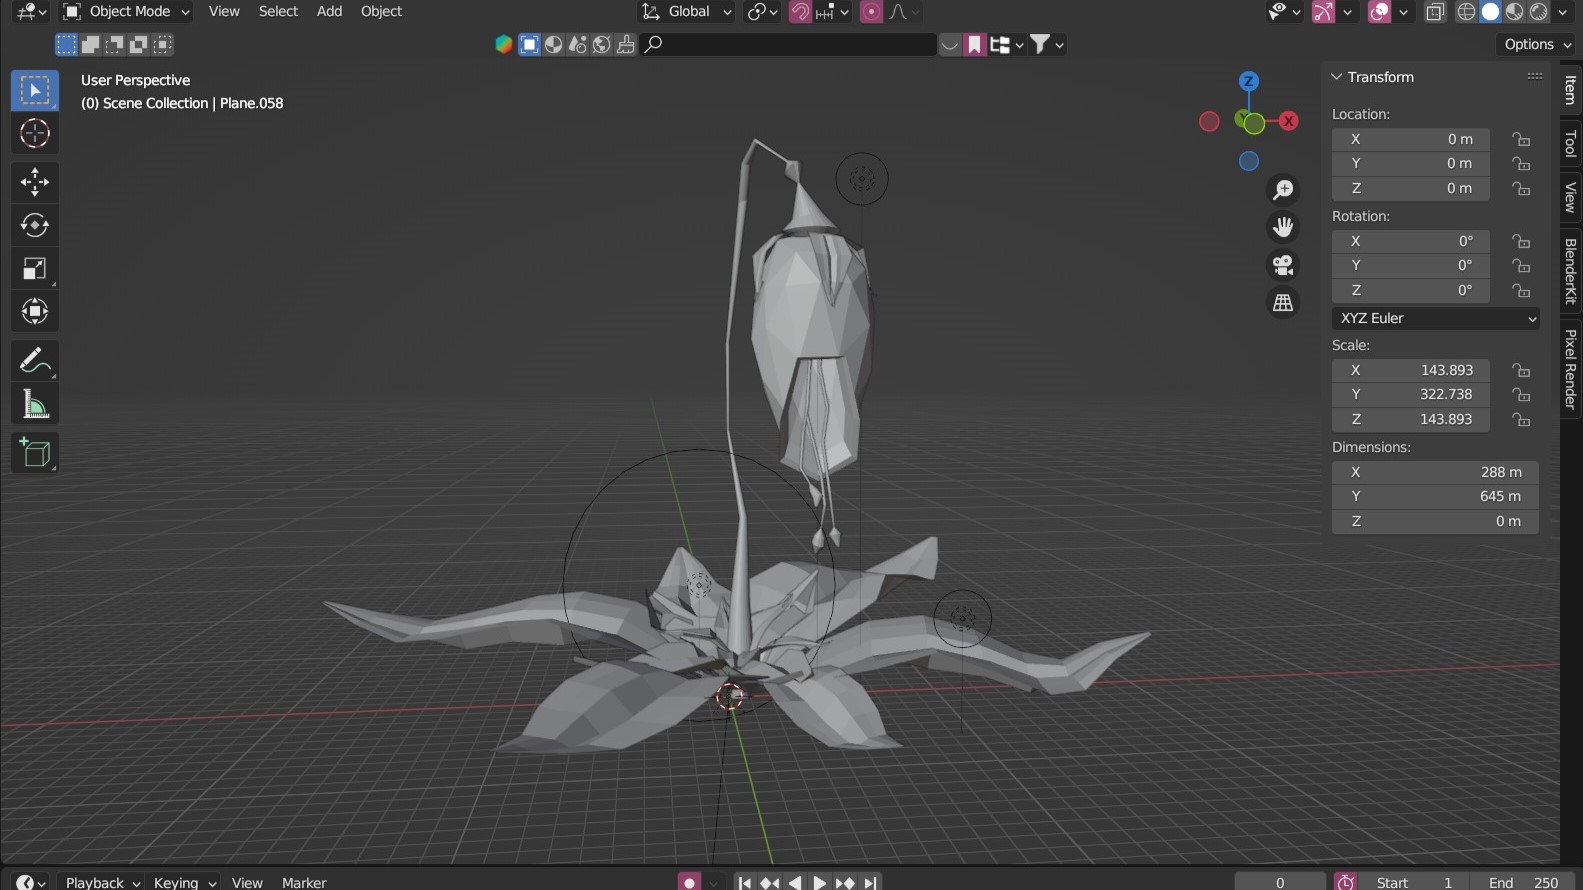 Object Mode View Select Add Object Global
Options
User Perspective
(0) Scene Collection | Plane.058
Z
Y
X
Transform
Location:
X 0 m
Y 0 m
Z 0 m
Rotation:
X 0°
Y 0°
Z 0°
XYZ Euler
Scale:
X 143.893
Y 322.738
Z 143.893
Dimensions:
X 288 m
Y 645 m
Z 0 m
Item
Tool
View
BlenderKit
Pixel Render
Playback Keying View Marker 0 Start 1 End 250